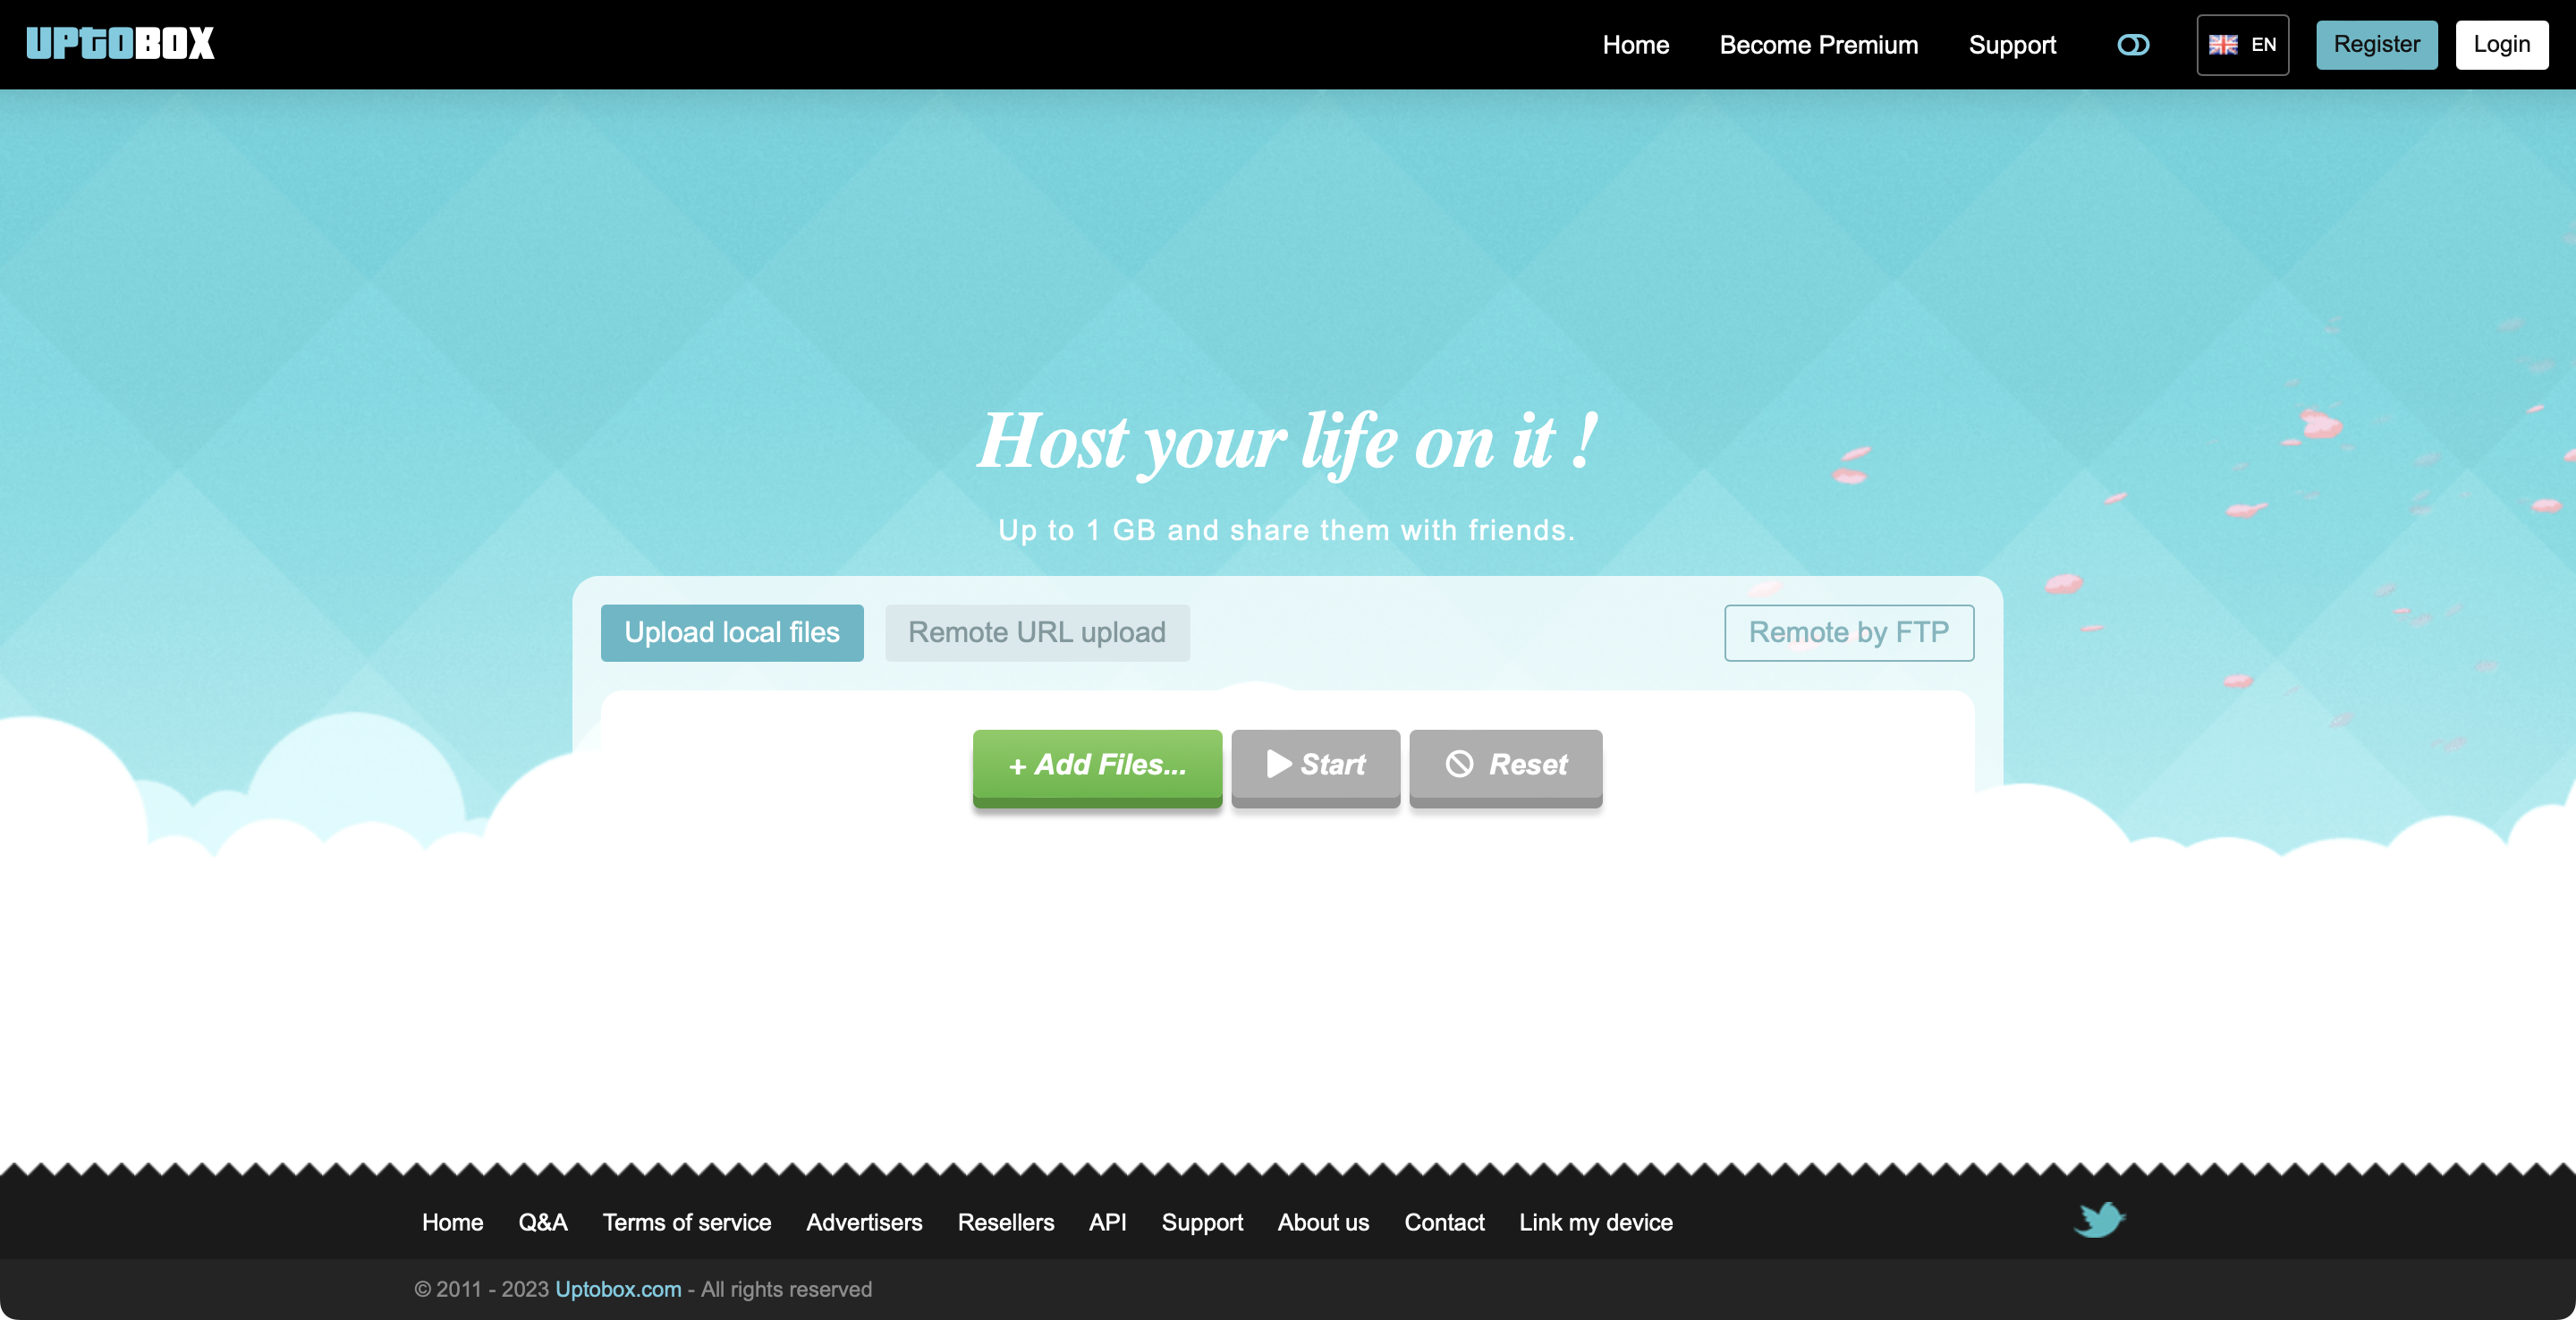 UPTOBOX
Home Become Premium Support EN Register Login
Host your life on it !
Up to 1 GB and share them with friends.
Upload local files Remote URL upload Remote by FTP
+ Add Files... Start Reset
Home Q&A Terms of service Advertisers Resellers API Support About us Contact Link my device
© 2011 - 2023 Uptobox.com - All rights reserved